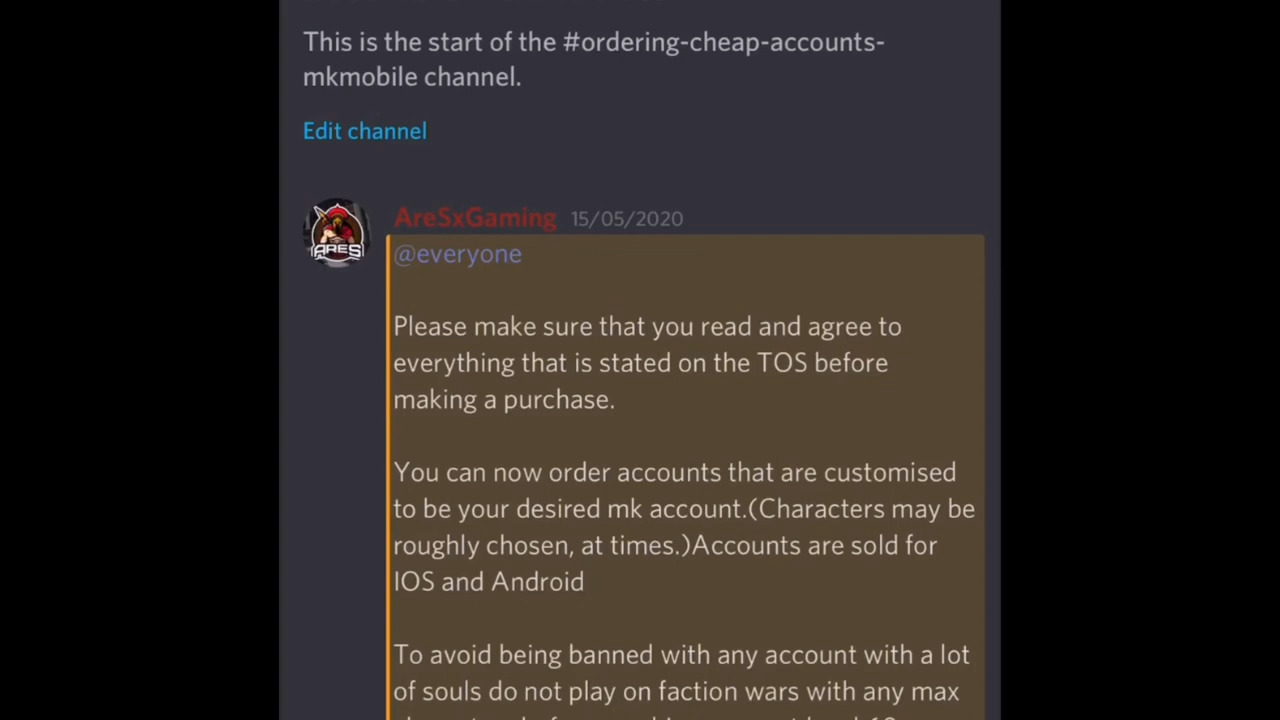 This is the start of the #ordering-cheap-accounts-
mkmobile channel.
Edit channel
AreSxGaming 15/05/2020
ARES
@everyone
Please make sure that you read and agree to
everything that is stated on the TOS before
making a purchase.
You can now order accounts that are customised
to be your desired mk account.(Characters may be
roughly chosen, at times.)Accounts are sold for
IOS and Android
To avoid being banned with any account with a lot
of souls do not play on faction wars with any max